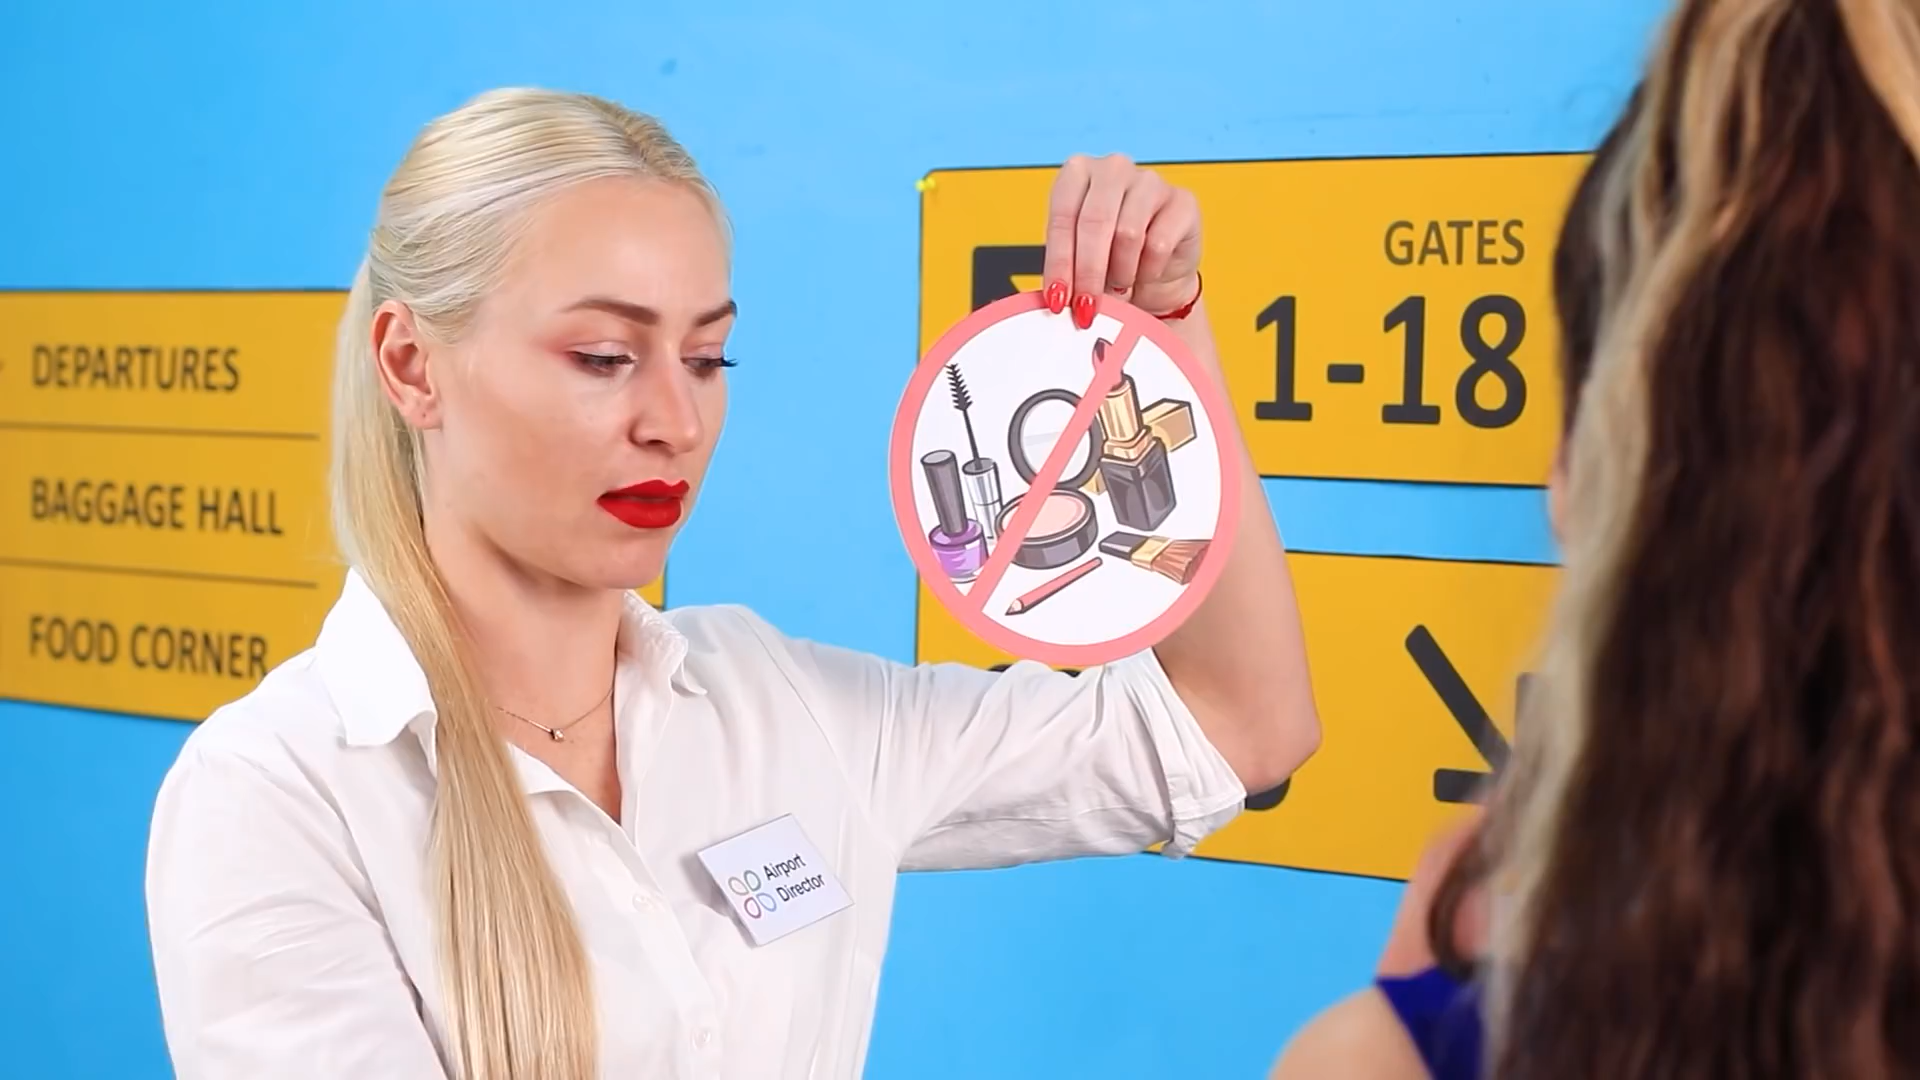 DEPARTURES
BAGGAGE HALL
FOOD CORNER
GATES
1-18
Airport
Director